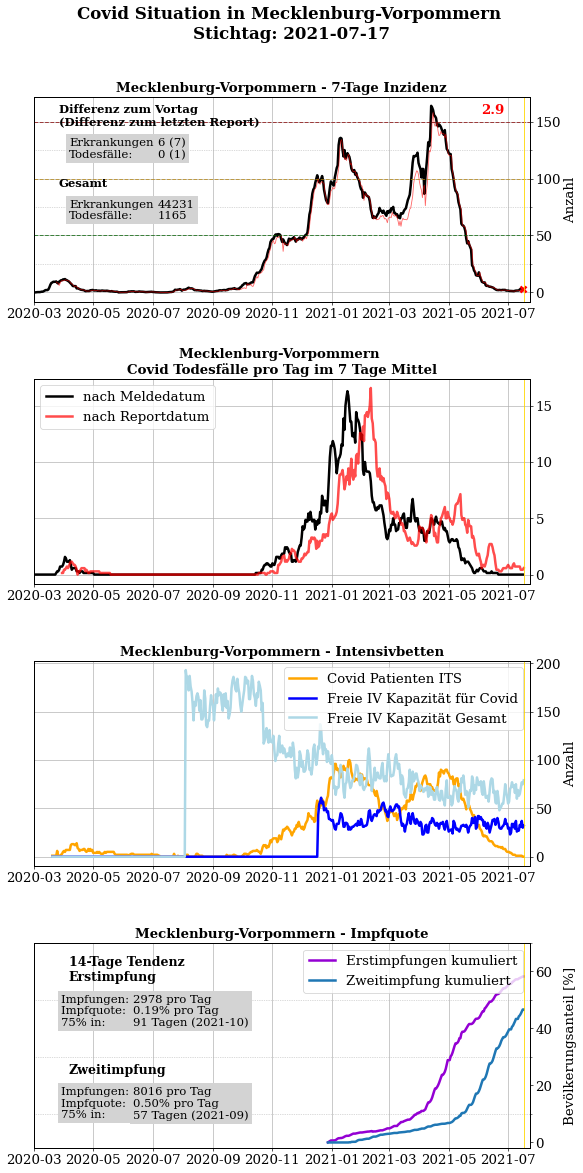 Covid Situation in Mecklenburg-Vorpommern
Stichtag: 2021-07-17
Mecklenburg-Vorpommern - 7-Tage Inzidenz
Differenz zum Vortag
(Differenz zum letzten Report)
Erkrankungen 6 (7)
Todesfälle: 0 (1)
Gesamt
Erkrankungen 44231
Todesfälle: 1165
2.9
150
100
50
0
Anzahl
2020-03 2020-05 2020-07 2020-09 2020-11 2021-01 2021-03 2021-05 2021-07
Mecklenburg-Vorpommern
Covid Todesfälle pro Tag im 7 Tage Mittel
nach Meldedatum
nach Reportdatum
15
10
5
0
2020-03 2020-05 2020-07 2020-09 2020-11 2021-01 2021-03 2021-05 2021-07
Mecklenburg-Vorpommern - Intensivbetten
Covid Patienten ITS
Freie IV Kapazität für Covid
Freie IV Kapazität Gesamt
200
150
100
50
0
Anzahl
2020-03 2020-05 2020-07 2020-09 2020-11 2021-01 2021-03 2021-05 2021-07
Mecklenburg-Vorpommern - Impfquote
14-Tage Tendenz
Erstimpfung
Impfungen: 2978 pro Tag
Impfquote: 0.19% pro Tag
75% in: 91 Tagen (2021-10)
Zweitimpfung
Impfungen: 8016 pro Tag
Impfquote: 0.50% pro Tag
75% in: 57 Tagen (2021-09)
Erstimpfungen kumuliert
Zweitimpfung kumuliert
60
40
20
0
Bevölkerungsanteil [%]
2020-03 2020-05 2020-07 2020-09 2020-11 2021-01 2021-03 2021-05 2021-07